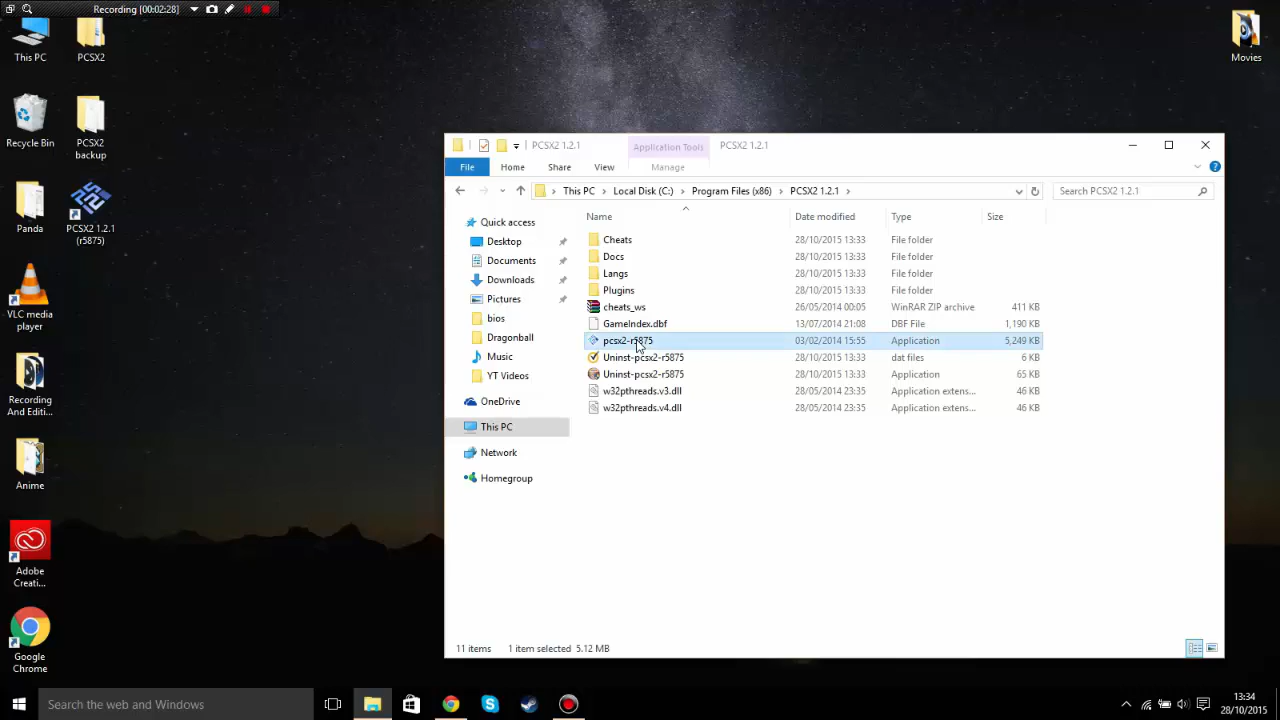 Recording [00:02:28]
This PC
PCSX2
Movies
Recycle Bin
PCSX2
backup
Panda
PCSX2 1.2.1
(r5875)
VLC media
player
Recording
And Editi...
Anime
Adobe
Creati...
Google
Chrome
PCSX2 1.2.1
Application Tools
PCSX2 1.2.1
File
Home
Share
View
Manage
This PC
Local Disk (C:)
Program Files (x86)
PCSX2 1.2.1
Search PCSX2 1.2.1
Quick access
Desktop
Documents
Downloads
Pictures
bios
Dragonball
Music
YT Videos
OneDrive
This PC
Network
Homegroup
Name Date modified Type Size
Cheats 28/10/2015 13:33 File folder
Docs 28/10/2015 13:33 File folder
Langs 28/10/2015 13:33 File folder
Plugins 28/10/2015 13:33 File folder
cheats_ws 26/05/2014 00:05 WinRAR ZIP archive 411 KB
GameIndex.dbf 13/07/2014 21:08 DBF File 1,190 KB
pcsx2-r5875 03/02/2014 15:55 Application 5,249 KB
Uninst-pcsx2-r5875 28/10/2015 13:33 dat files 6 KB
Uninst-pcsx2-r5875 28/10/2015 13:33 Application 65 KB
w32pthreads.v3.dll 28/05/2014 23:35 Application extens... 46 KB
w32pthreads.v4.dll 28/05/2014 23:35 Application extens... 46 KB
11 items 1 item selected 5.12 MB
Search the web and Windows
13:34
28/10/2015